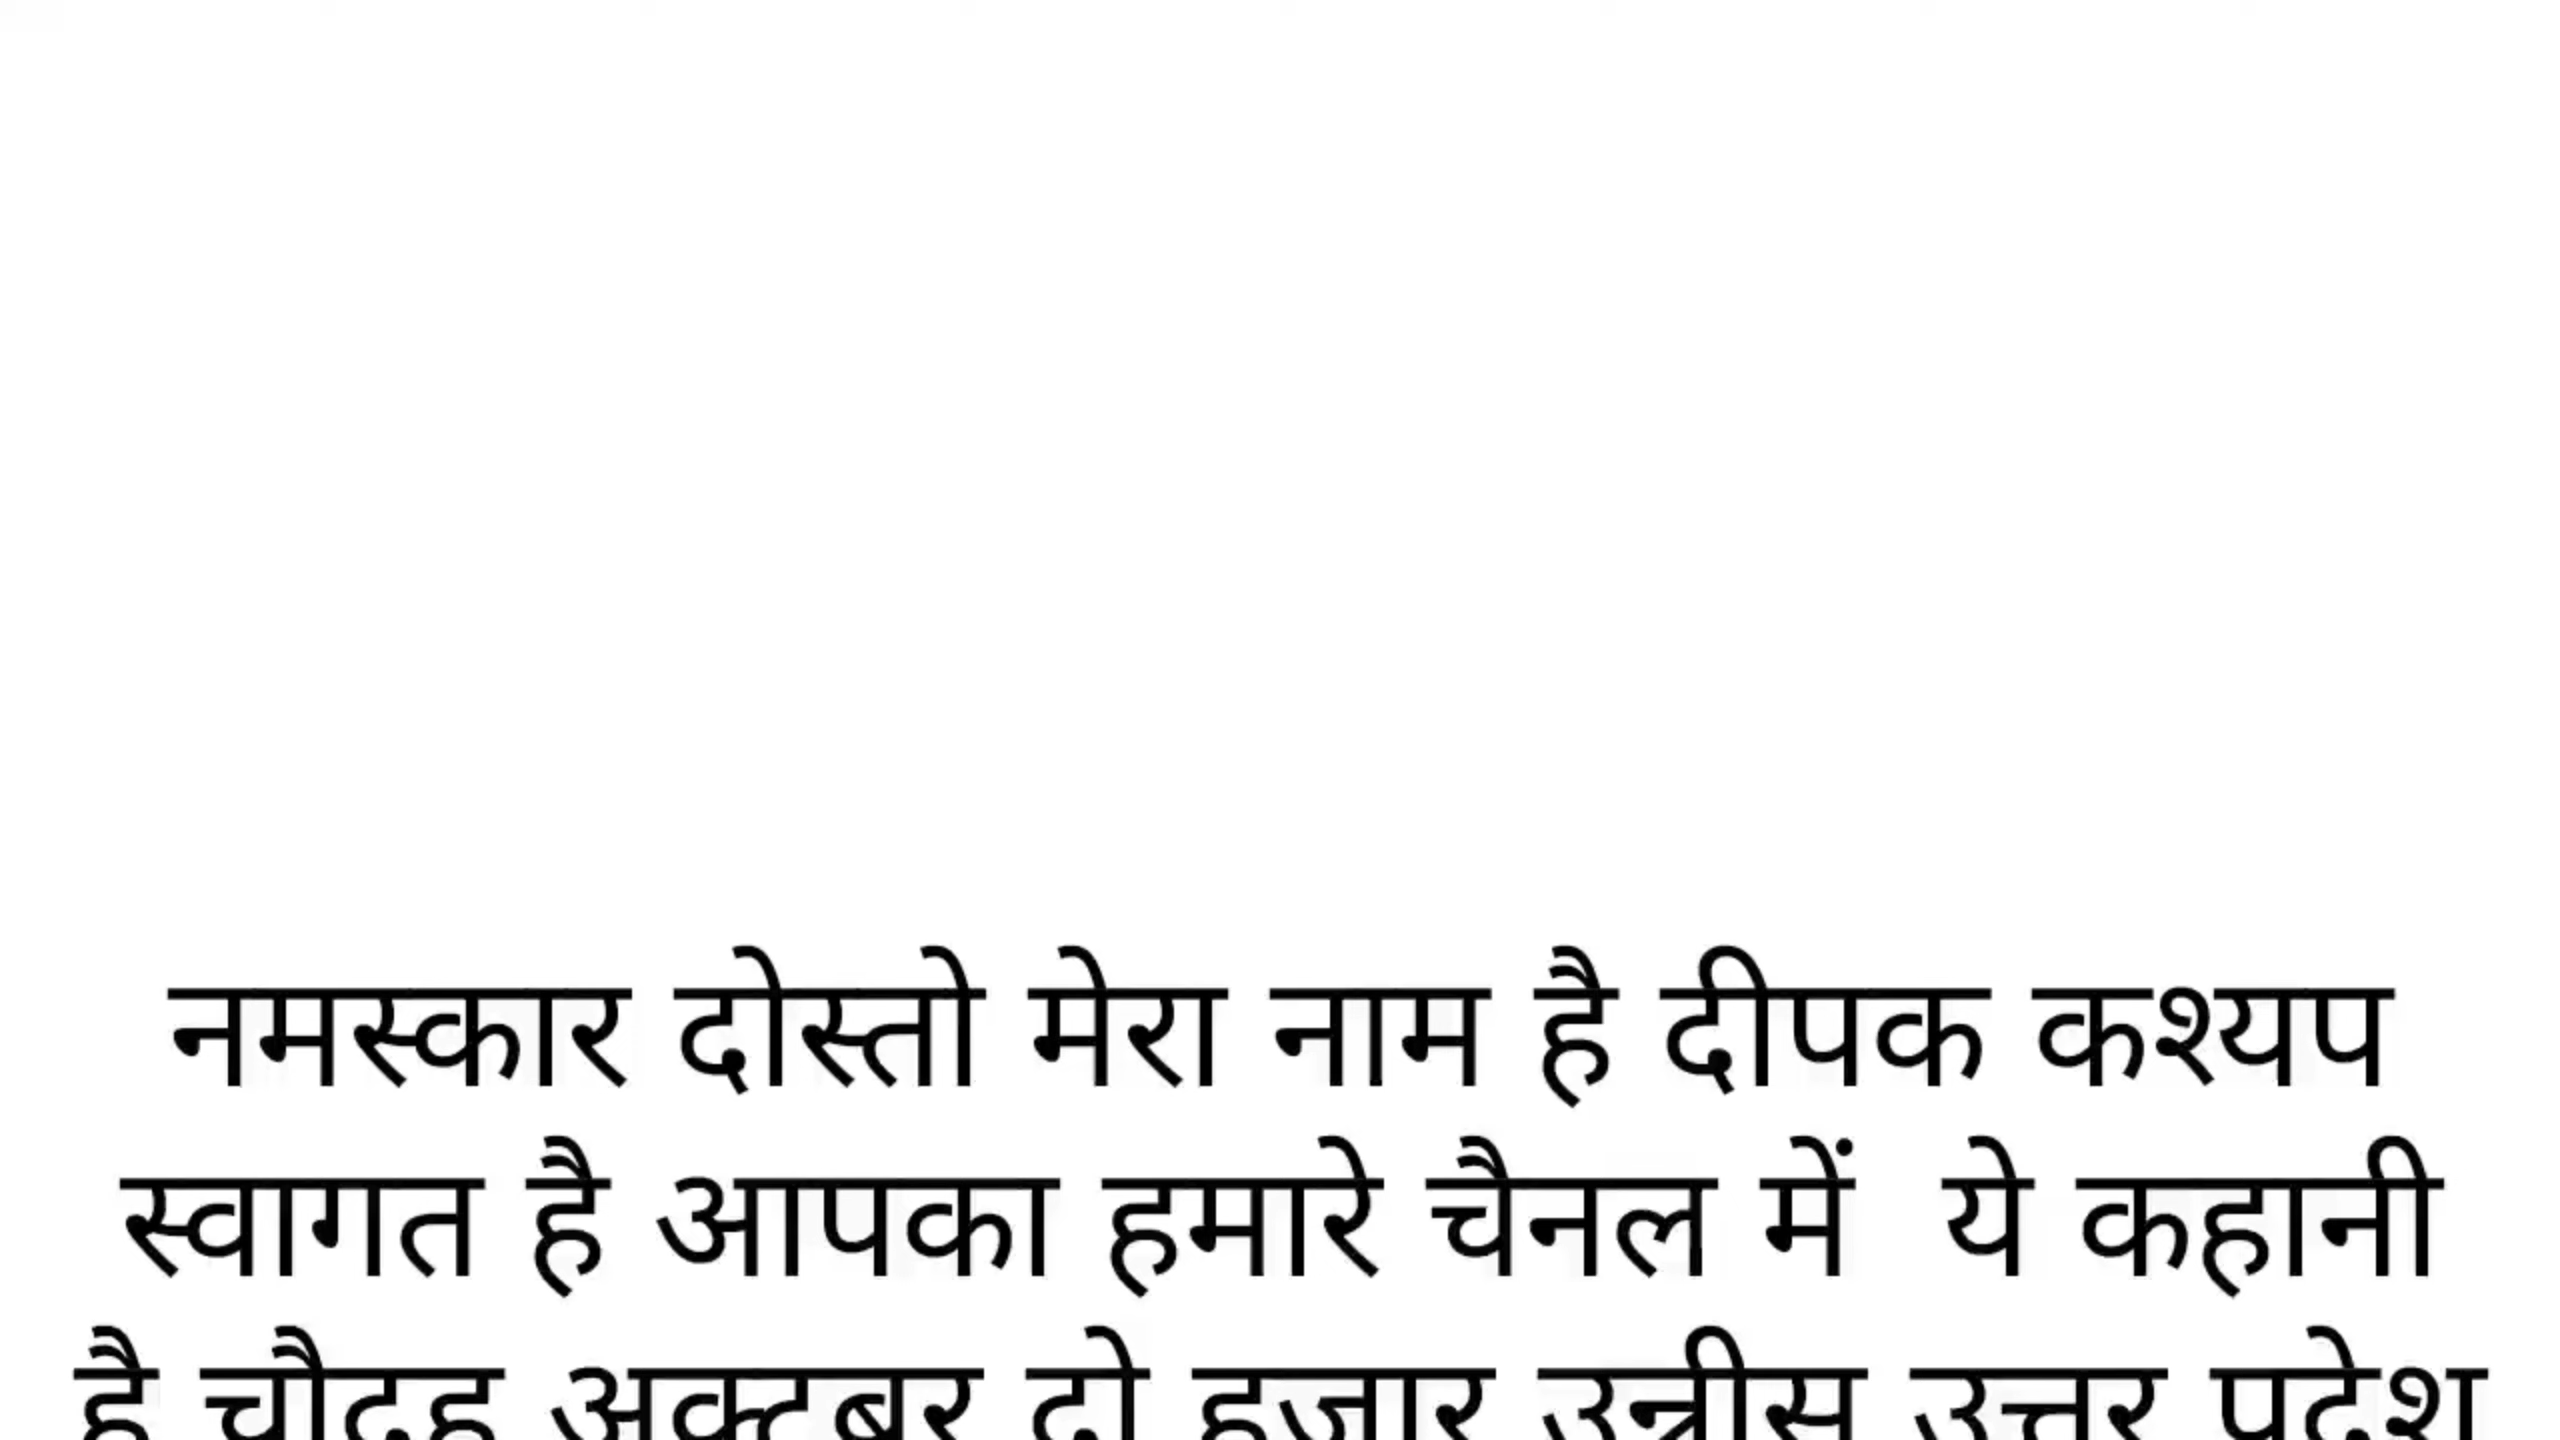 नमस्कार दोस्तो मेरा नाम है दीपक कश्यप
स्वागत है आपका हमारे चैनल में ये कहानी
है चौदह अक्टूबर दो हजार उन्नीस उत्तर प्रदेश